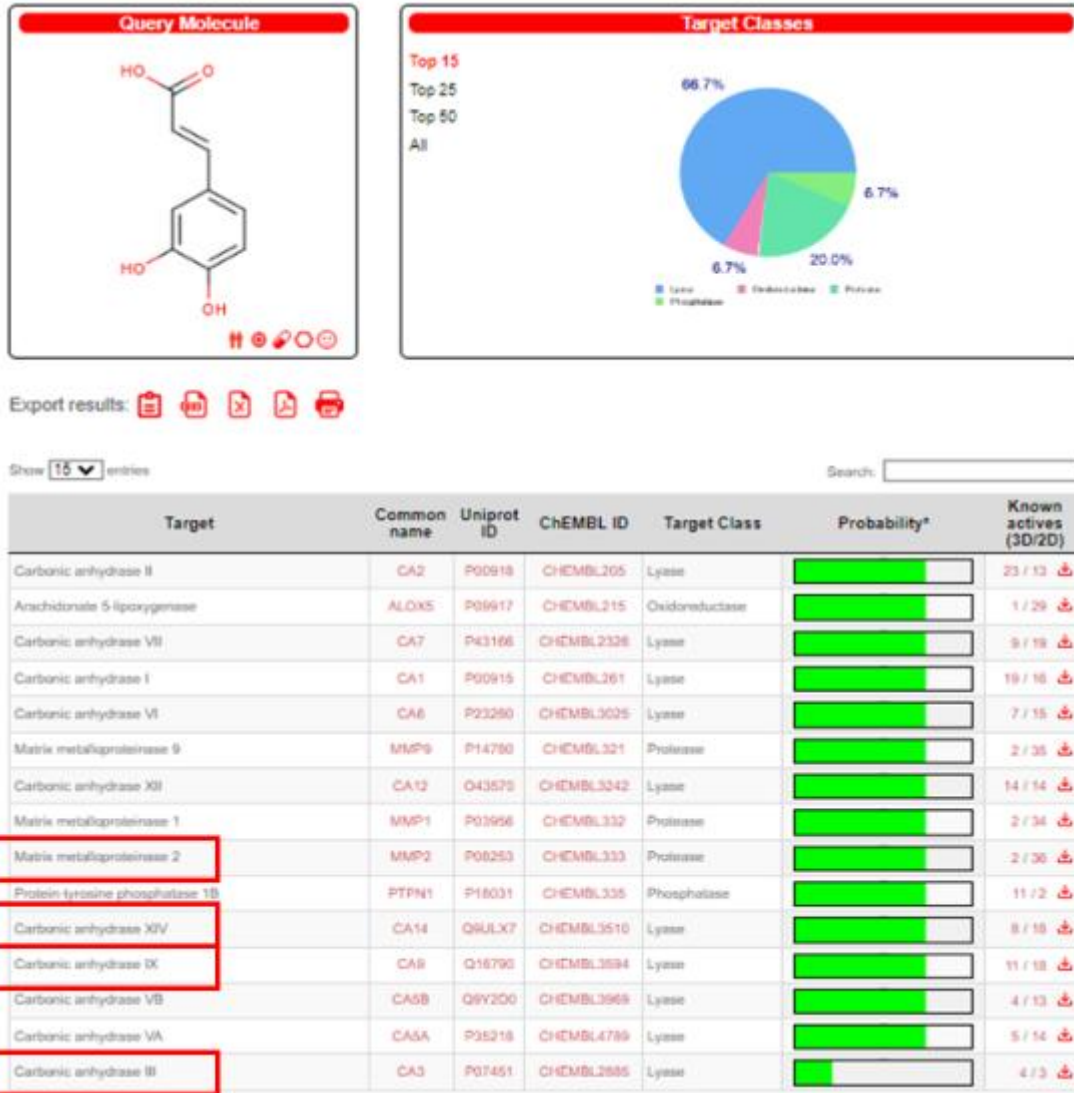 Query Molecule
HO
O
HO
OH
Target Classes
Top 15
Top 25
Top 50
All
66.7%
6.7%
20.0%
6.7%
Lyase Oxidoreductase Protease
Phosphatase
Export results:
Show 15 entries
Search:
Target Common name Uniprot ID ChEMBL ID Target Class Probability* Known actives (3D/2D)
Carbonic anhydrase II CA2 P00918 CHEMBL205 Lyase 23 / 13
Arachidonate 5-lipoxygenase ALOX5 P09917 CHEMBL215 Oxidoreductase 1 / 29
Carbonic anhydrase VII CA7 P43166 CHEMBL2326 Lyase 9 / 19
Carbonic anhydrase I CA1 P00915 CHEMBL261 Lyase 19 / 16
Carbonic anhydrase VI CA6 P23280 CHEMBL3025 Lyase 7 / 15
Matrix metalloproteinase 9 MMP9 P14780 CHEMBL321 Protease 2 / 35
Carbonic anhydrase XII CA12 O43570 CHEMBL3242 Lyase 14 / 14
Matrix metalloproteinase 1 MMP1 P03956 CHEMBL332 Protease 2 / 34
Matrix metalloproteinase 2 MMP2 P08253 CHEMBL333 Protease 2 / 36
Protein-tyrosine phosphatase 1B PTPN1 P18031 CHEMBL335 Phosphatase 11 / 2
Carbonic anhydrase XIV CA14 Q9ULX7 CHEMBL3510 Lyase 8 / 18
Carbonic anhydrase IX CA9 Q16790 CHEMBL3594 Lyase 11 / 18
Carbonic anhydrase VB CA5B Q9Y2D0 CHEMBL3969 Lyase 4 / 13
Carbonic anhydrase VA CA5A P35218 CHEMBL4789 Lyase 5 / 14
Carbonic anhydrase III CA3 P07451 CHEMBL2885 Lyase 4 / 3